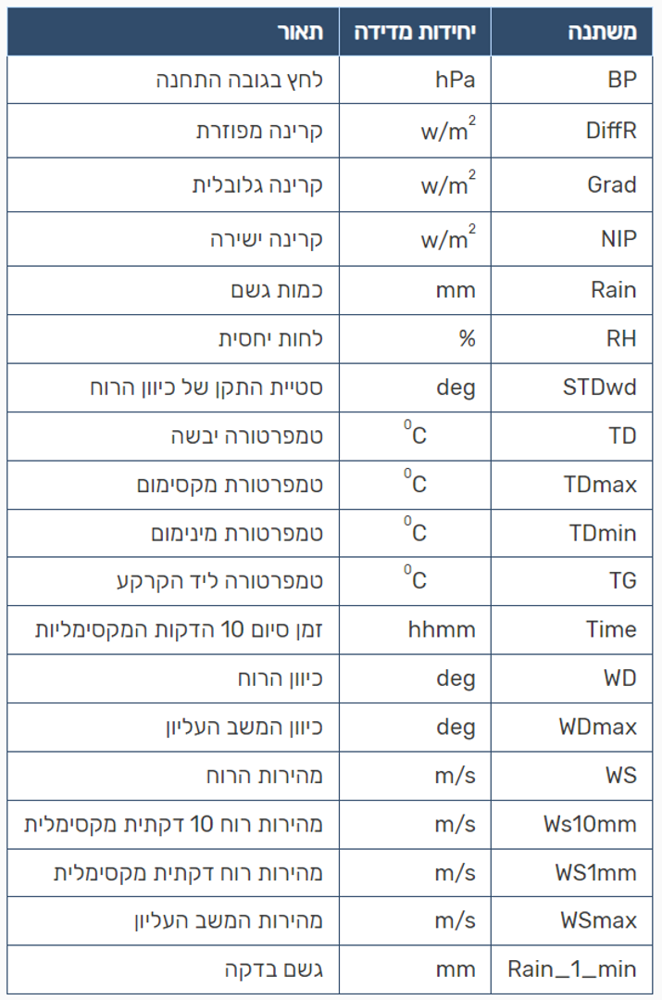 משתנה יחידות מדידה תאור
BP hPa לחץ בגובה התחנה
DiffR w/m² קרינה מפוזרת
Grad w/m² קרינה גלובלית
NIP w/m² קרינה ישירה
Rain mm כמות גשם
RH % לחות יחסית
STDwd deg סטיית התקן של כיוון הרוח
TD ⁰C טמפרטורה יבשה
TDmax ⁰C טמפרטורת מקסימום
TDmin ⁰C טמפרטורת מינימום
TG ⁰C טמפרטורה ליד הקרקע
Time hhmm זמן סיום 10 הדקות המקסימליות
WD deg כיוון הרוח
WDmax deg כיוון המשב העליון
WS m/s מהירות הרוח
Ws10mm m/s מהירות רוח 10 דקתית מקסימלית
WS1mm m/s מהירות רוח דקתית מקסימלית
WSmax m/s מהירות המשב העליון
Rain_1_min mm גשם בדקה